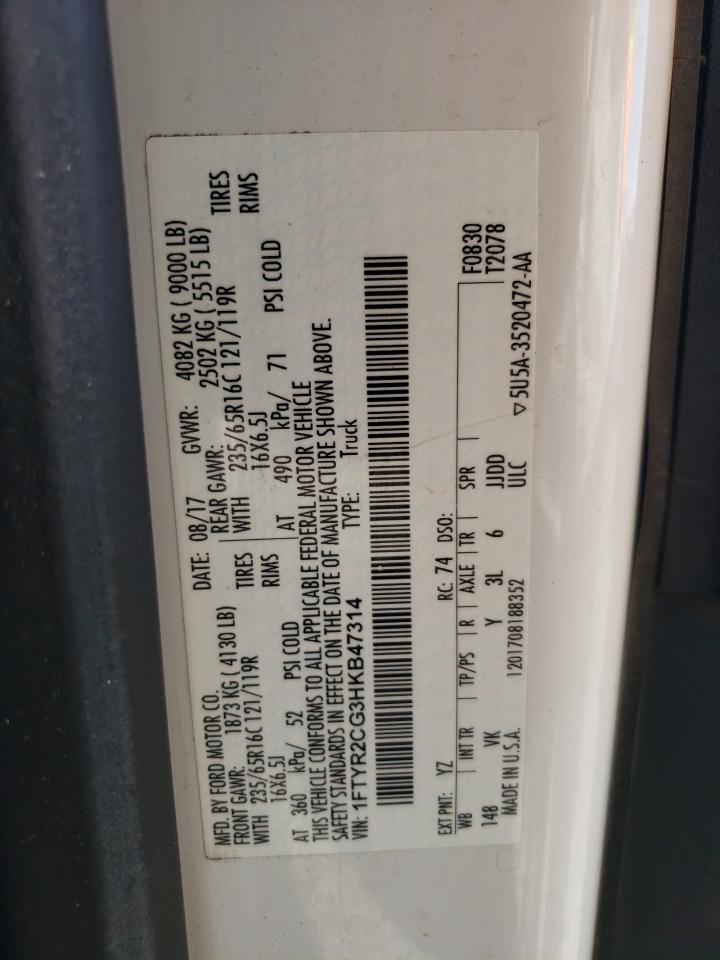 MFD. BY FORD MOTOR CO.
DATE: 08/17 GVWR: 4082 KG ( 9000 LB)
FRONT GAWR: 1873 KG ( 4130 LB)
REAR GAWR: 2502 KG ( 5515 LB)
WITH 235/65R16C 121/119R TIRES
WITH 235/65R16C 121/119R TIRES
16X6.5J RIMS
16X6.5J RIMS
AT 360 kPa/ 52 PSI COLD
AT 490 kPa/ 71 PSI COLD
THIS VEHICLE CONFORMS TO ALL APPLICABLE FEDERAL MOTOR VEHICLE
SAFETY STANDARDS IN EFFECT ON THE DATE OF MANUFACTURE SHOWN ABOVE.
VIN: 1FTYR2CG3HKB47314 TYPE: Truck
EXT PNT: YZ RC: 74 DSO:
WB INT TR TP/PS R AXLE TR SPR F0830
148 VK Y 3L 6 JJDD T2078
ULC
MADE IN U.S.A. 1201708188352 ▽ 5U5A-3520472-AA